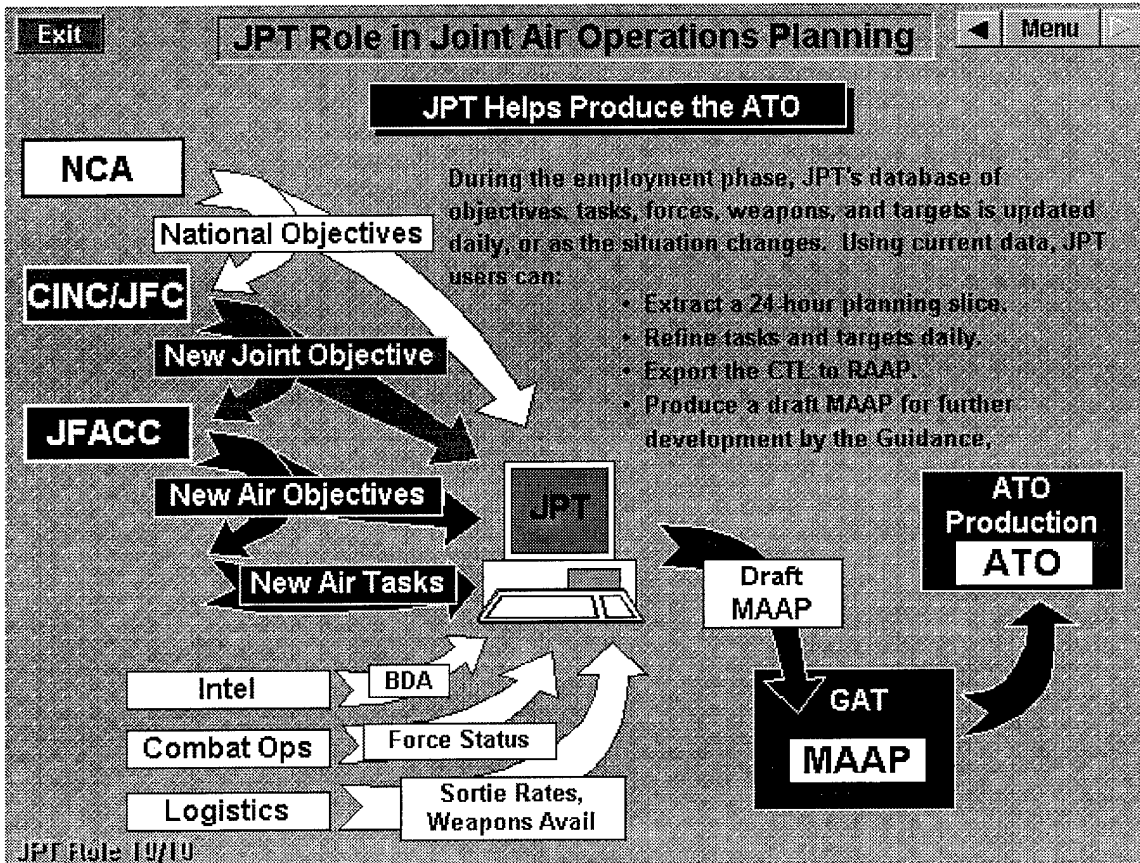 Exit
JPT Role in Joint Air Operations Planning
Menu
JPT Helps Produce the ATO
NCA
National Objectives
CINC/JFC
New Joint Objective
JFACC
New Air Objectives
New Air Tasks
During the employment phase, JPT's database of
objectives, tasks, forces, weapons, and targets is updated
daily, or as the situation changes. Using current data, JPT
users can:
• Extract a 24-hour planning slice.
• Refine tasks and targets daily.
• Export the CTL to RAAP.
• Produce a draft MAAP for further
development by the Guidance,
JPT
Draft
MAAP
ATO
Production
ATO
GAT
MAAP
Intel
BDA
Combat Ops
Force Status
Logistics
Sortie Rates,
Weapons Avail
JPT Role 10/10